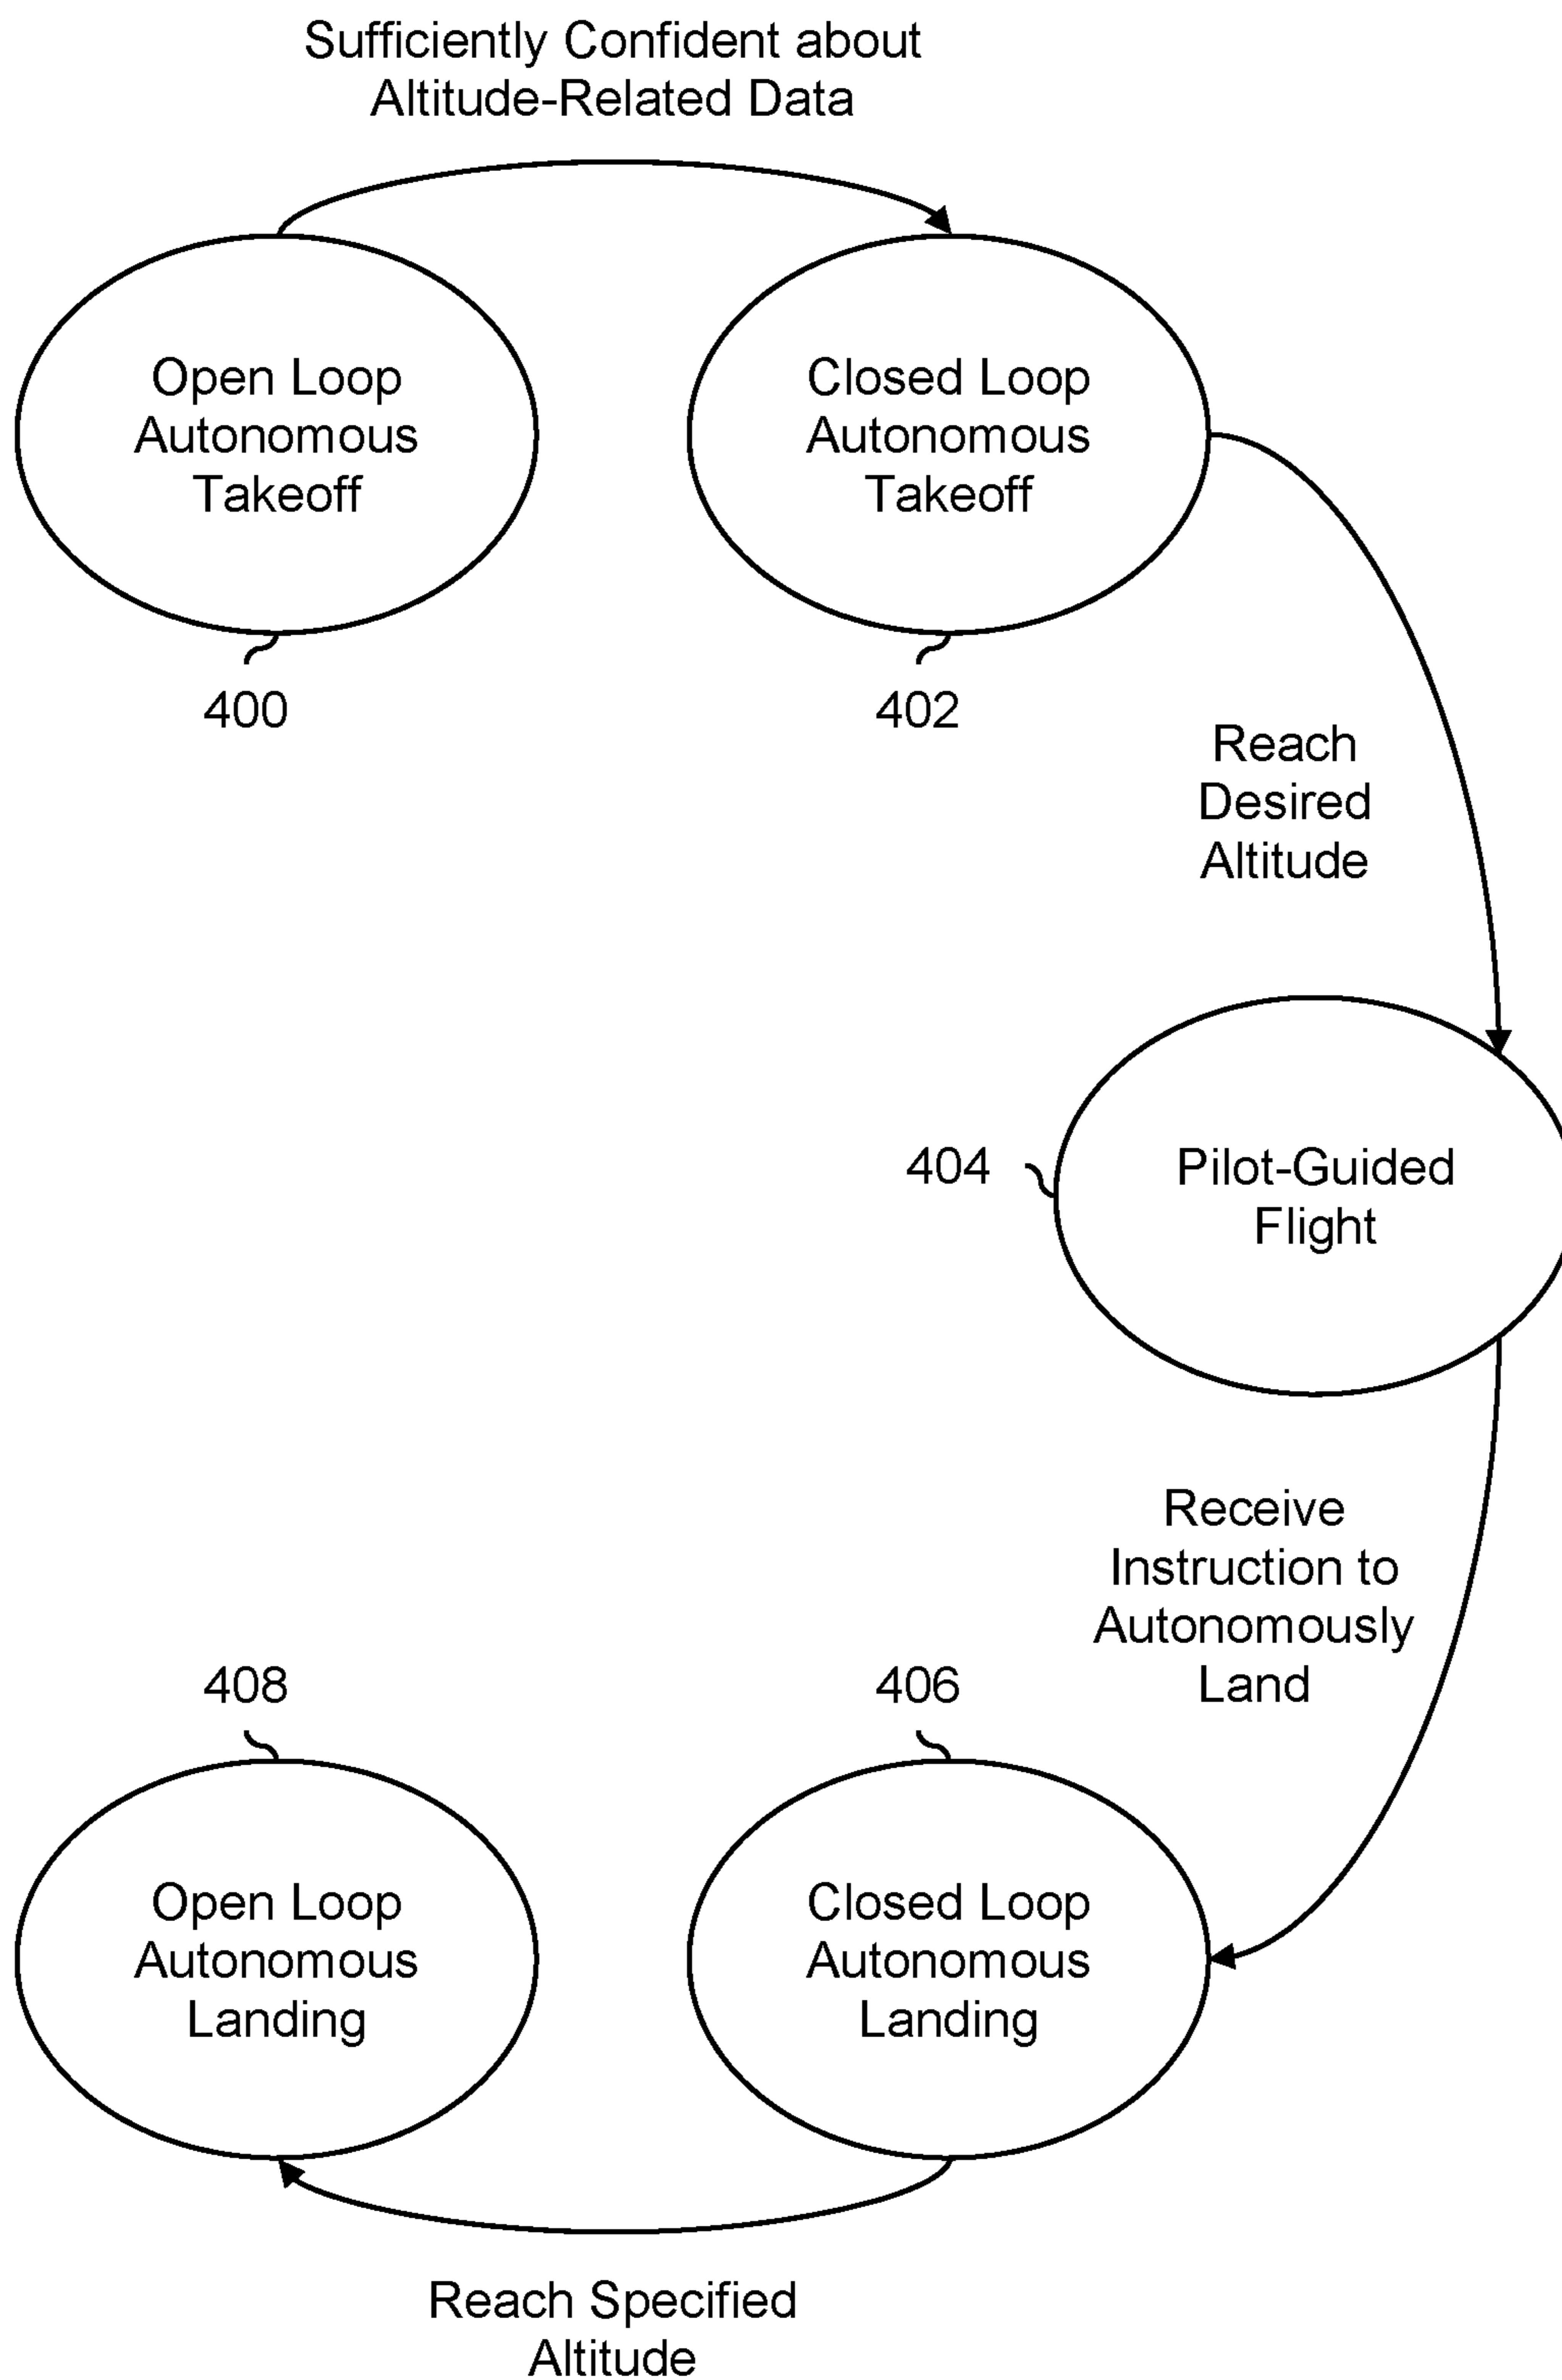 Sufficiently Confident about
Altitude-Related Data
Open Loop
Autonomous
Takeoff
400
Closed Loop
Autonomous
Takeoff
402
Reach
Desired
Altitude
404
Pilot-Guided
Flight
Receive
Instruction to
Autonomously
Land
408
Open Loop
Autonomous
Landing
406
Closed Loop
Autonomous
Landing
Reach Specified
Altitude